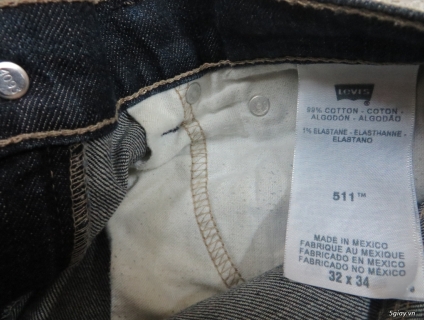 Levi's
99% COTTON - COTON -
ALGODÓN - ALGODÃO
1% ELASTANE - ELASTHANNE -
ELASTANO
511™
MADE IN MEXICO
FABRIQUE AU MEXIQUE
FABRICADO EN MEXICO
FABRICADO NO MÉXICO
32 x 34
5giay.vn